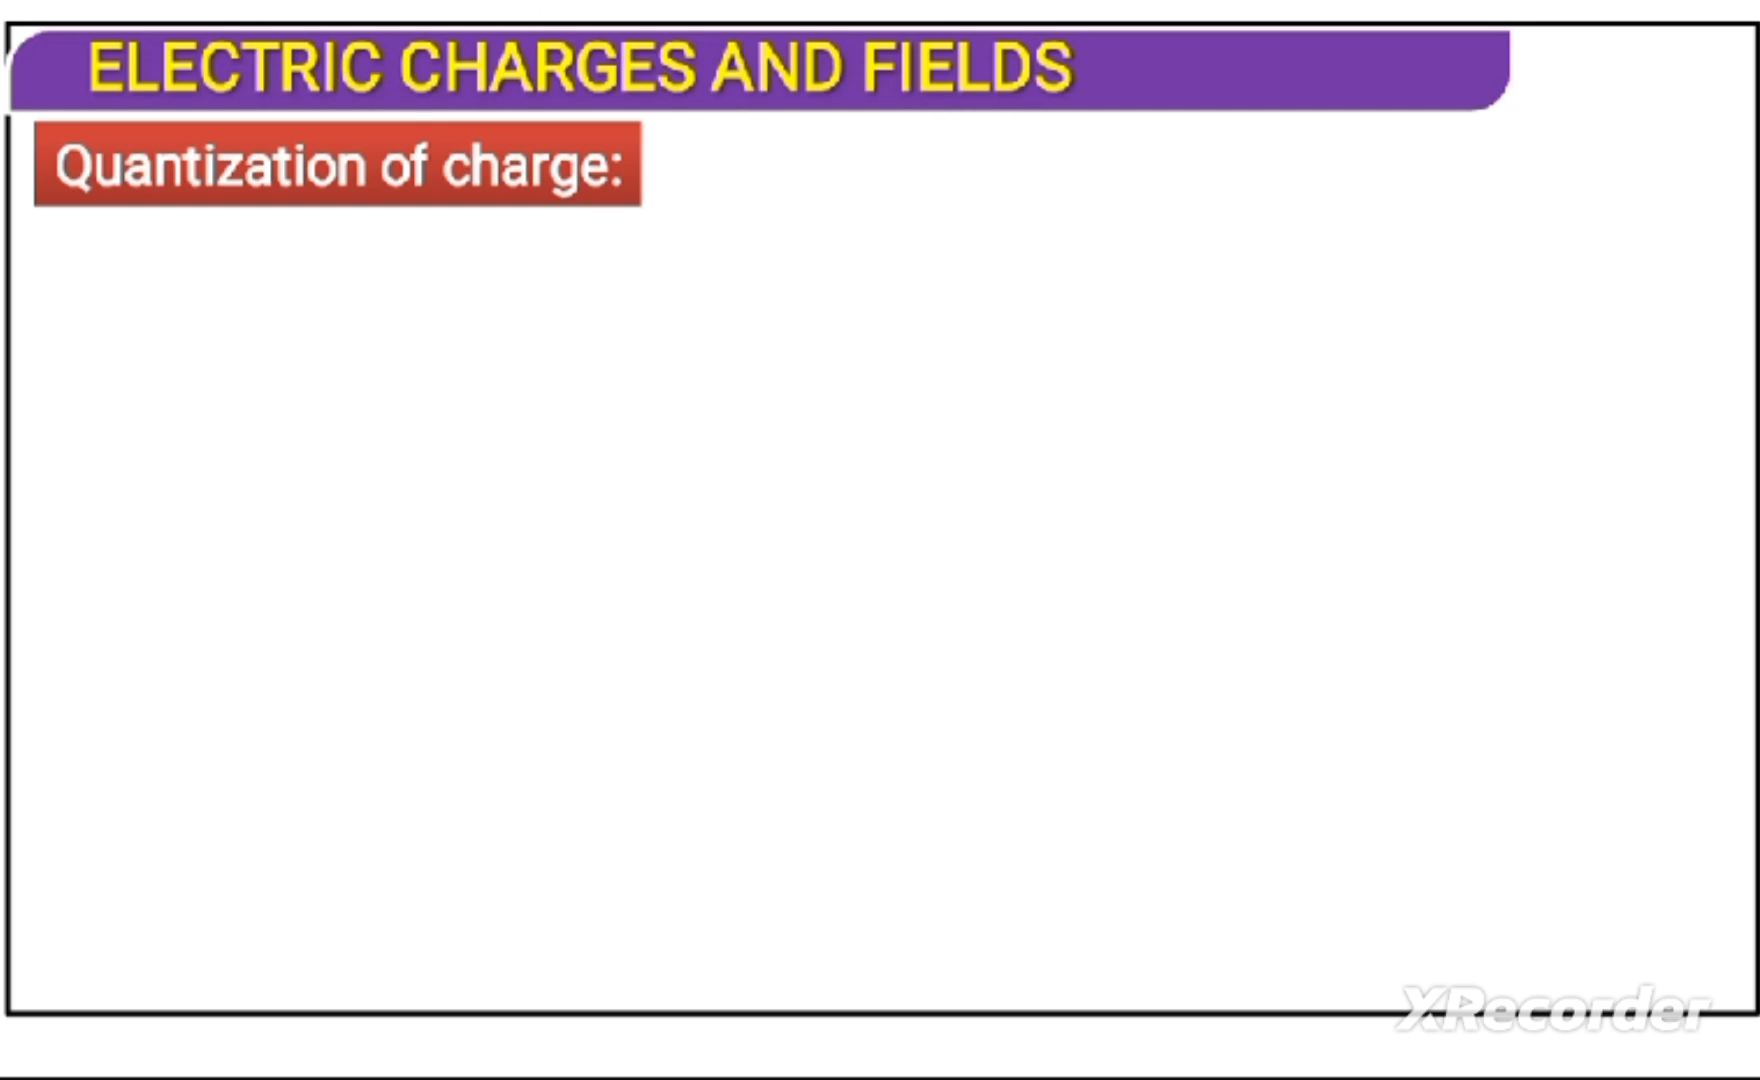 ELECTRIC CHARGES AND FIELDS
Quantization of charge:
XRecorder